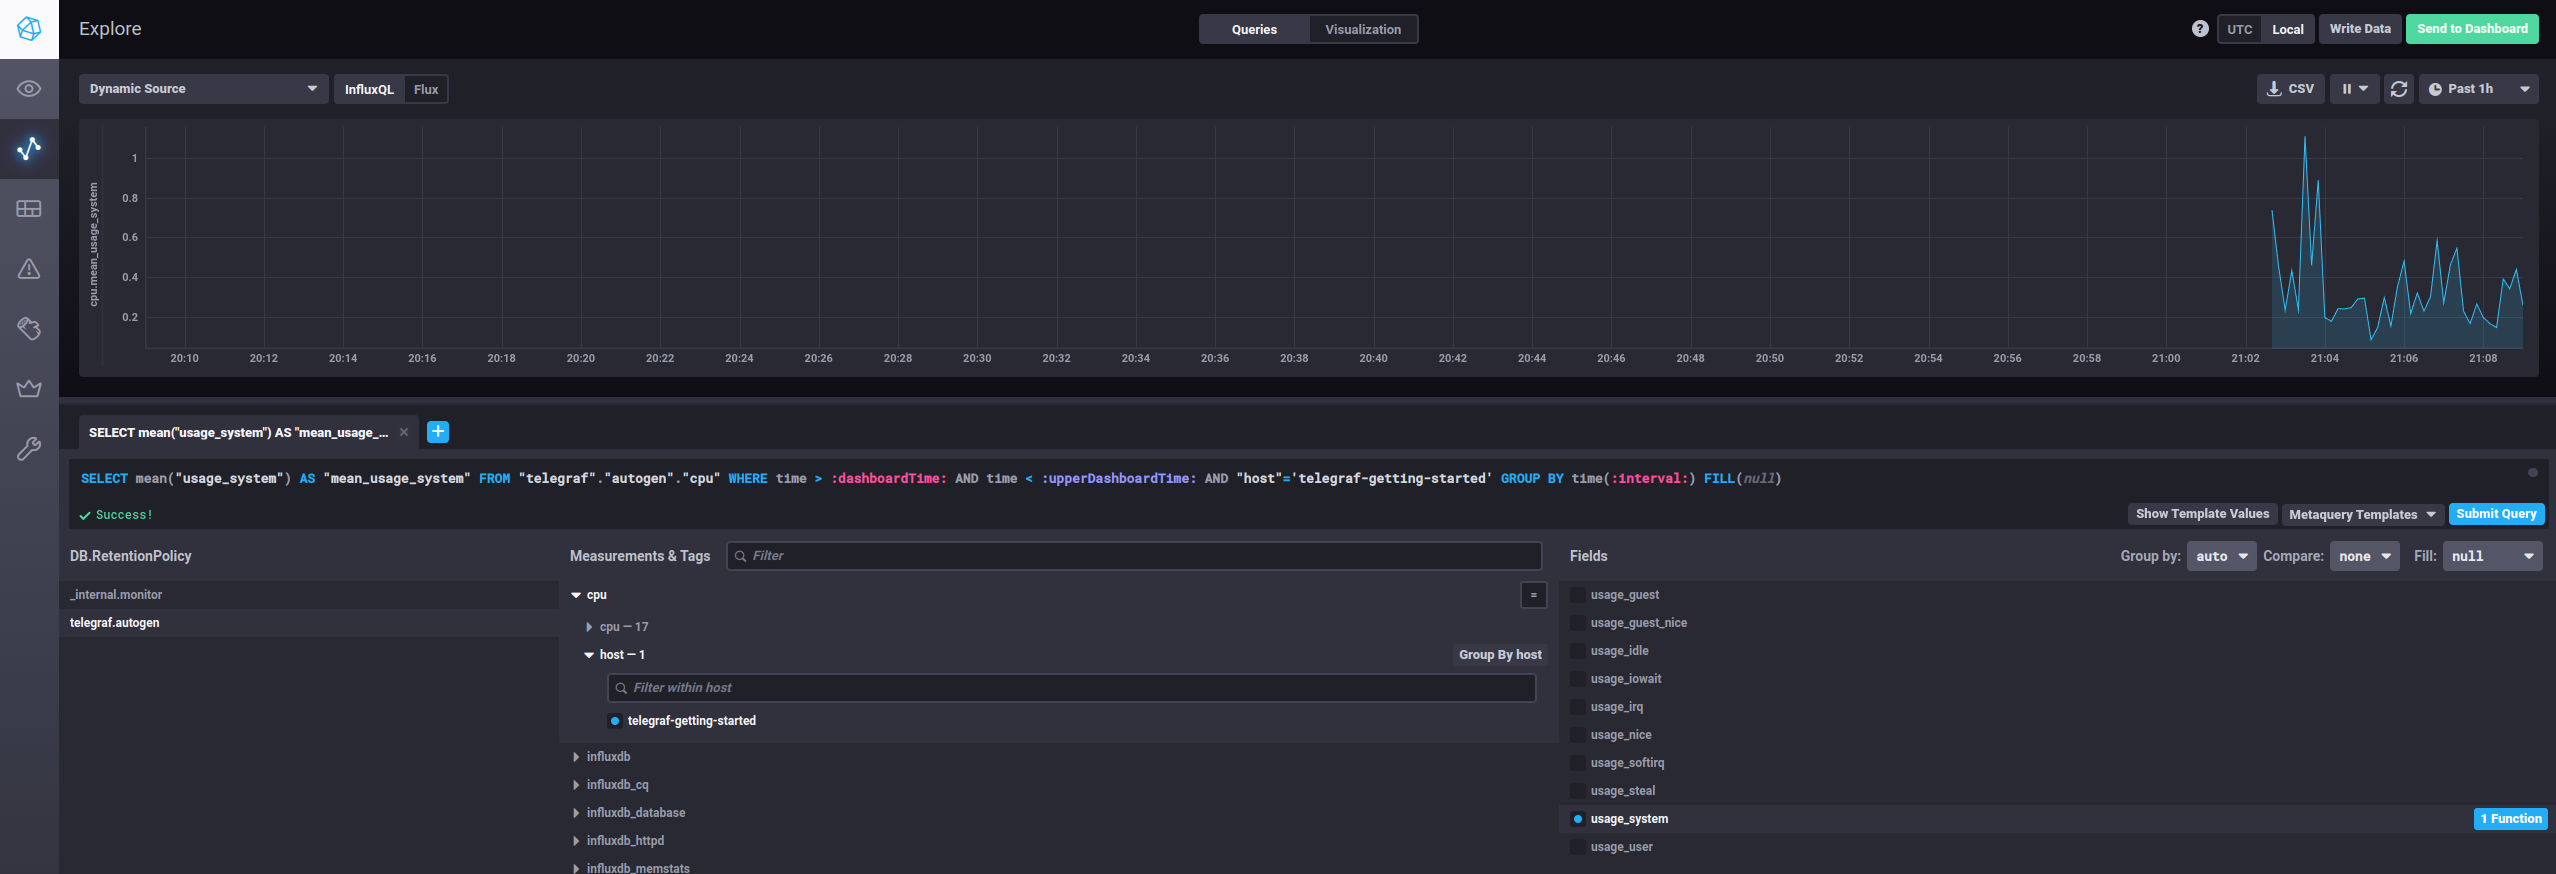 Explore
Queries
Visualization
?
UTC
Local
Write Data
Send to Dashboard
Dynamic Source
InfluxQL
Flux
CSV
Past 1h
cpu.mean_usage_system
1
0.8
0.6
0.4
0.2
20:10 20:12 20:14 20:16 20:18 20:20 20:22 20:24 20:26 20:28 20:30 20:32 20:34 20:36 20:38 20:40 20:42 20:44 20:46 20:48 20:50 20:52 20:54 20:56 20:58 21:00 21:02 21:04 21:06 21:08
SELECT mean("usage_system") AS "mean_usage_...
SELECT mean("usage_system") AS "mean_usage_system" FROM "telegraf"."autogen"."cpu" WHERE time > :dashboardTime: AND time < :upperDashboardTime: AND "host"='telegraf-getting-started' GROUP BY time(:interval:) FILL(null)
Success!
Show Template Values
Metaquery Templates
Submit Query
DB.RetentionPolicy
_internal.monitor
telegraf.autogen
Measurements & Tags
Filter
cpu
=
cpu — 17
host — 1
Group By host
Filter within host
telegraf-getting-started
influxdb
influxdb_cq
influxdb_database
influxdb_httpd
influxdb_memstats
Fields
Group by: auto
Compare: none
Fill: null
usage_guest
usage_guest_nice
usage_idle
usage_iowait
usage_irq
usage_nice
usage_softirq
usage_steal
usage_system
1 Function
usage_user